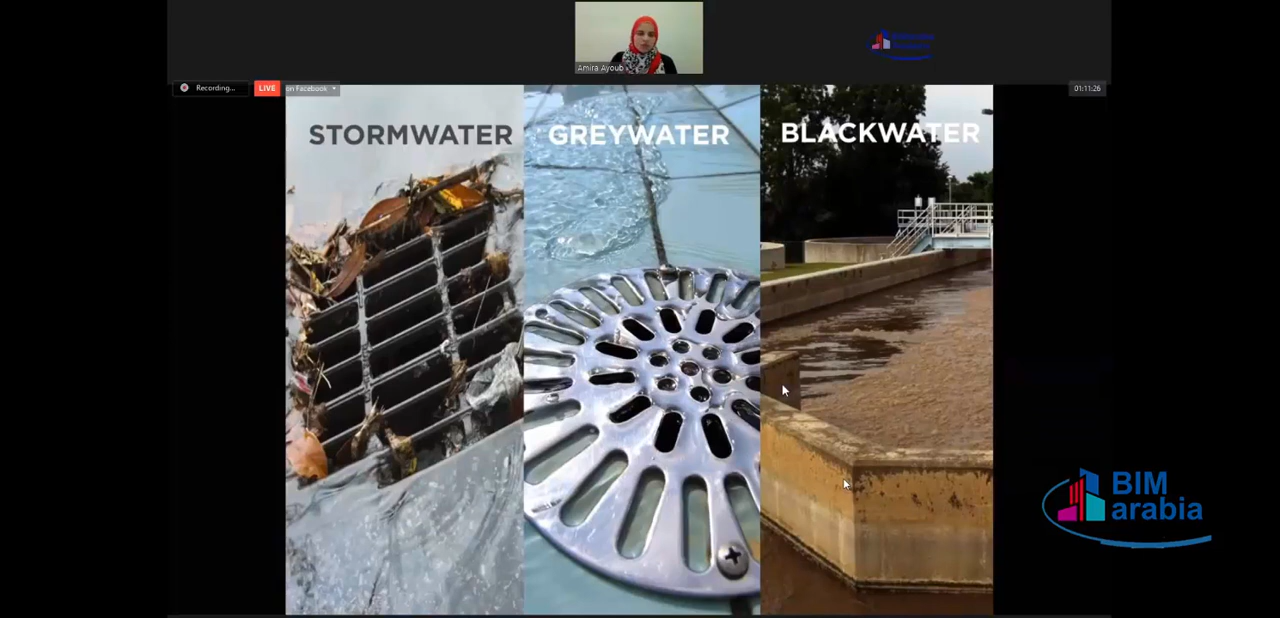 Amira Ayoub
Recording...
LIVE
on Facebook
01:11:26
STORMWATER
GREYWATER
BLACKWATER
BIM
arabia